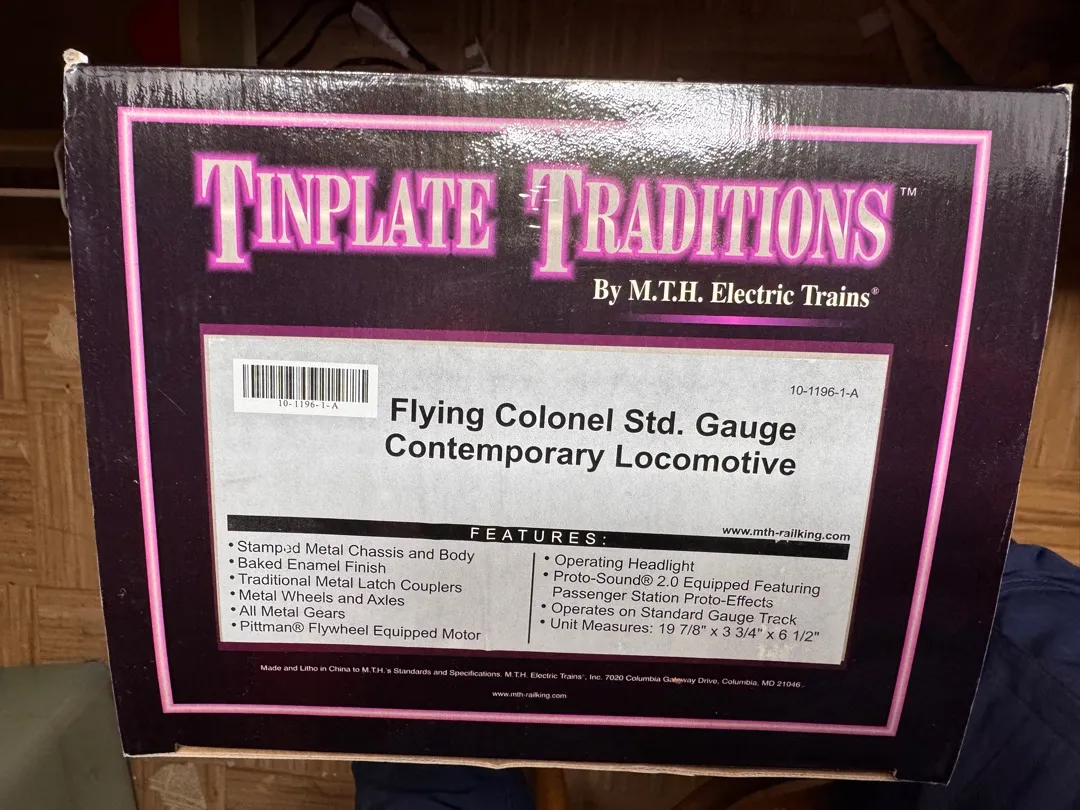 TINPLATE TRADITIONS™
By M.T.H. Electric Trains®
10-1196-1-A
10-1196-1-A
Flying Colonel Std. Gauge
Contemporary Locomotive
FEATURES:
www.mth-railking.com
• Stamped Metal Chassis and Body
• Baked Enamel Finish
• Traditional Metal Latch Couplers
• Metal Wheels and Axles
• All Metal Gears
• Pittman® Flywheel Equipped Motor
• Operating Headlight
• Proto-Sound® 2.0 Equipped Featuring
Passenger Station Proto-Effects
• Operates on Standard Gauge Track
• Unit Measures: 19 7/8" x 3 3/4" x 6 1/2"
Made and Litho in China to M.T.H.'s Standards and Specifications. M.T.H. Electric Trains®, Inc. 7020 Columbia Gateway Drive, Columbia, MD 21046
www.mth-railking.com